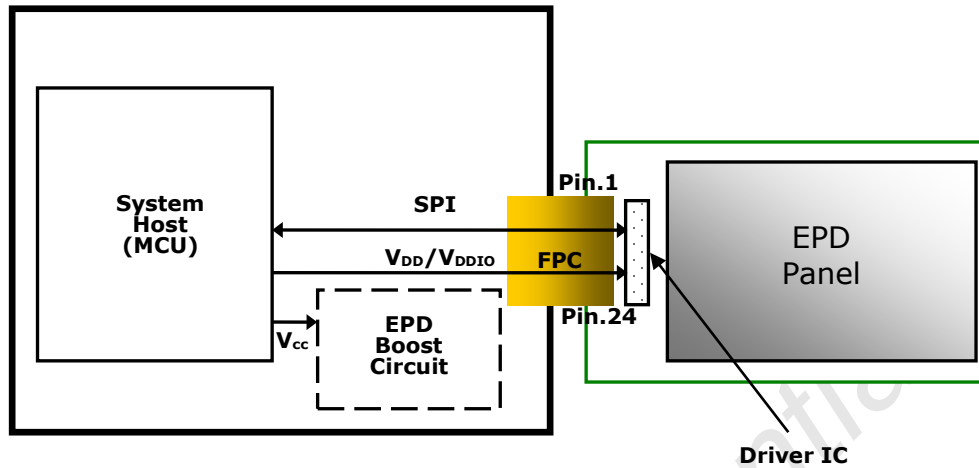 System
Host
(MCU)
SPI
VDD/VDDIO
FPC
Pin.1
Pin.24
Vcc
EPD
Boost
Circuit
EPD
Panel
Driver IC